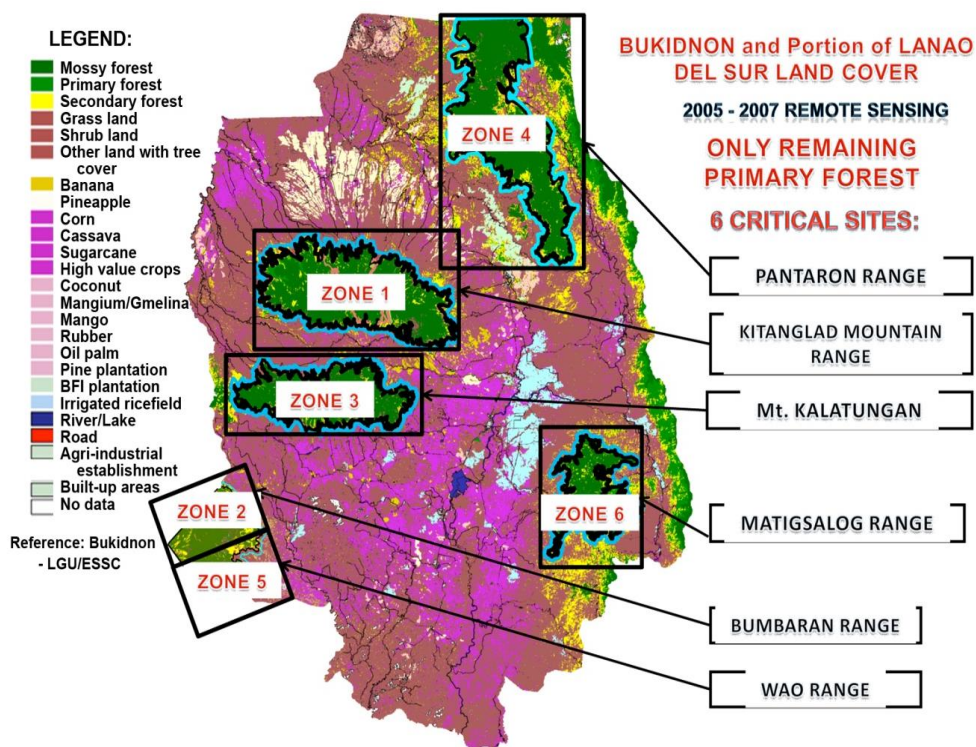 LEGEND:
Mossy forest
Primary forest
Secondary forest
Grass land
Shrub land
Other land with tree
cover
Banana
Pineapple
Corn
Cassava
Sugarcane
High value crops
Coconut
Mangium/Gmelina
Mango
Rubber
Oil palm
Pine plantation
BFI plantation
Irrigated ricefield
River/Lake
Road
Agri-industrial
establishment
Built-up areas
No data
Reference: Bukidnon
- LGU/ESSC
ZONE 4
ZONE 1
ZONE 3
ZONE 2
ZONE 5
ZONE 6
BUKIDNON and Portion of LANAO
DEL SUR LAND COVER
2005 - 2007 REMOTE SENSING
ONLY REMAINING
PRIMARY FOREST
6 CRITICAL SITES:
PANTARON RANGE
KITANGLAD MOUNTAIN
RANGE
Mt. KALATUNGAN
MATIGSALOG RANGE
BUMBARAN RANGE
WAO RANGE